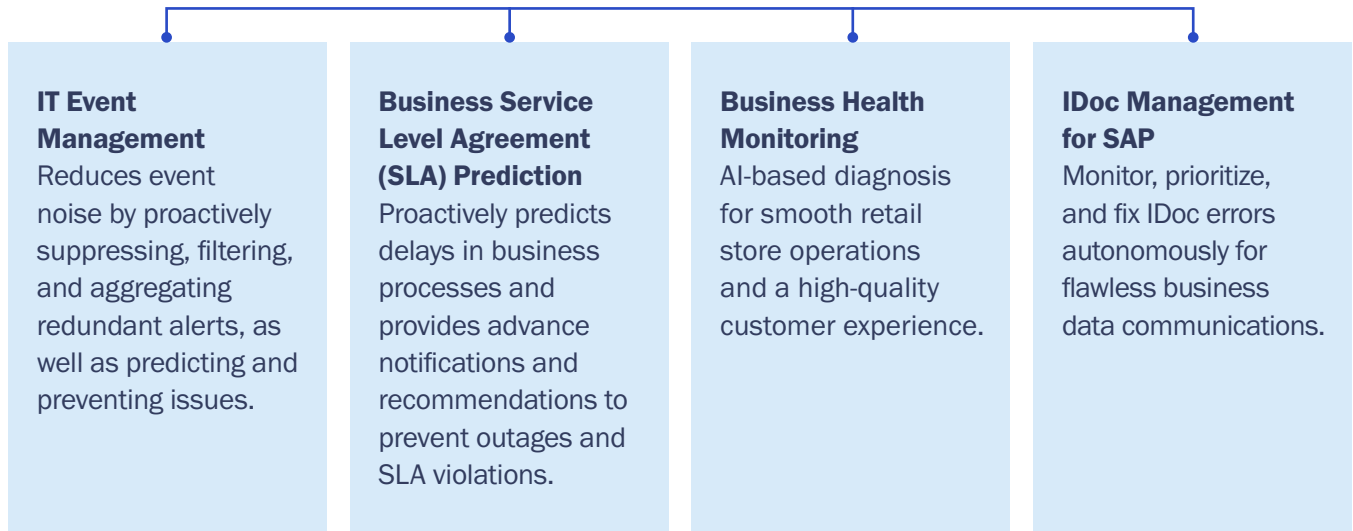 IT Event
Management
Reduces event
noise by proactively
suppressing, filtering,
and aggregating
redundant alerts, as
well as predicting and
preventing issues.
Business Service
Level Agreement
(SLA) Prediction
Proactively predicts
delays in business
processes and
provides advance
notifications and
recommendations to
prevent outages and
SLA violations.
Business Health
Monitoring
AI-based diagnosis
for smooth retail
store operations
and a high-quality
customer experience.
IDoc Management
for SAP
Monitor, prioritize,
and fix IDoc errors
autonomously for
flawless business
data communications.